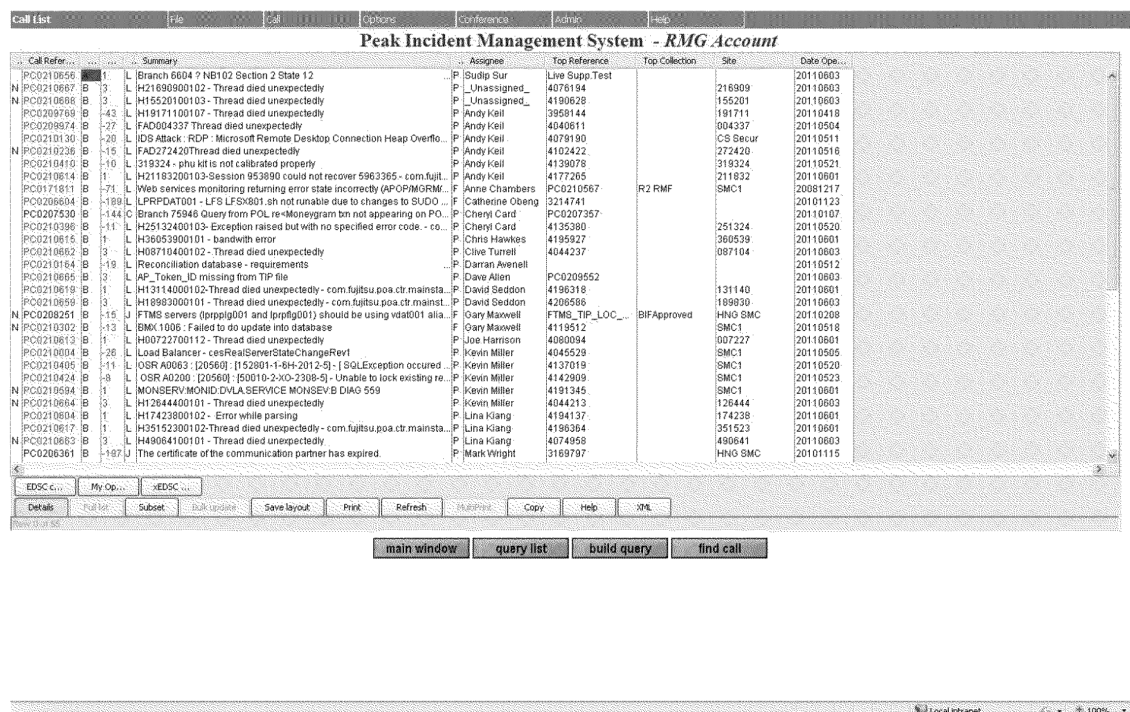 Call List File Call Options Conference Admin Help
Peak Incident Management System - RMG Account
.. Call Refer... ... ... .. Summary .. Assignee Top Reference Top Collection Site Date Ope...
PC0210656 A 1 L Branch 6604 ? NB102 Section 2 State 12 ... P Sudip Sur Live Supp.Test 20110603
N PC0210667 B 3 L H21690900102 - Thread died unexpectedly P _Unassigned_ 4076194 216909 20110603
N PC0210668 B 3 L H15520100103 - Thread died unexpectedly P _Unassigned_ 4190628 155201 20110603
PC0209769 B -43 L H19171100107 - Thread died unexpectedly P Andy Keil 3958144 191711 20110418
PC0209974 B -27 L FAD004337 Thread died unexpectedly P Andy Keil 4040611 004337 20110504
PC0210130 B -20 L IDS Attack : RDP : Microsoft Remote Desktop Connection Heap Overflo... P Andy Keil 4079190 CS Secur 20110511
N PC0210236 B -15 L FAD272420Thread died unexpectedly P Andy Keil 4102422 272420 20110516
PC0210410 B -10 L 319324 - phu kit is not calibrated properly P Andy Keil 4139078 319324 20110521
PC0210614 B 1 L H21183200103-Session 953890 could not recover 5963365 - com.fujit... P Andy Keil 4177265 211832 20110601
PC0171811 B -71 L Web services monitoring returning error state incorrectly (APOP/MGRM/... F Anne Chambers PC0210567 R2 RMF SMC1 20081217
PC0206604 B -189 L LPRPDAT001 - LFS LFSX801.sh not runable due to changes to SUDO ... F Catherine Obeng 3214741 20101123
PC0207530 B -144 C Branch 75946 Query from POL re<Moneygram txn not appearing on PO... P Cheryl Card PC0207357 20110107
PC0210396 B -11 L H25132400103- Exception raised but with no specified error code. - co... P Cheryl Card 4135380 251324 20110520
PC0210615 B 1 L H36053900101 - bandwith error P Chris Hawkes 4195927 360539 20110601
PC0210662 B 3 L H08710400102 - Thread died unexpectedly P Clive Turrell 4044237 087104 20110603
PC0210164 B -19 L Reconciliation database - requirements ... P Darran Avenell 20110512
PC0210665 B 3 L AP_Token_ID missing from TIP file P Dave Allen PC0209552 20110603
PC0210619 B 1 L H13114000102-Thread died unexpectedly - com.fujitsu.poa.ctr.mainsta... P David Seddon 4196318 131140 20110601
PC0210659 B 3 L H18983000101 - Thread died unexpectedly - com.fujitsu.poa.ctr.mainst... P David Seddon 4206586 189830 20110603
N PC0208251 B -15 J FTMS servers (lprpplg001 and lprpflg001) should be using vdat001 alia... F Gary Maxwell FTMS_TIP_LOC_... BIFApproved HNG SMC 20110208
N PC0210302 B -13 L BMX 1006 : Failed to do update into database F Gary Maxwell 4119512 SMC1 20110518
PC0210613 B 1 L H00722700112 - Thread died unexpectedly P Joe Harrison 4080094 007227 20110601
PC0210004 B -26 L Load Balancer - cesRealServerStateChangeRev1 P Kevin Miller 4045529 SMC1 20110505
PC0210405 B -11 L OSR A0063 : [20560] : [152801-1-6H-2012-5] - [ SQLException occured ... P Kevin Miller 4137019 SMC1 20110520
PC0210424 B -8 L OSR A0200 : [20560] : [50010-2-XO-2308-5] - Unable to lock existing re... P Kevin Miller 4142909 SMC1 20110523
N PC0210594 B 1 L MONSERV:MONID:DVLA.SERVICE MONSEV:B DIAG 559 P Kevin Miller 4191345 SMC1 20110601
N PC0210664 B 3 L H12644400101 - Thread died unexpectedly P Kevin Miller 4044213 126444 20110603
PC0210604 B 1 L H17423800102 - Error while parsing P Lina Kiang 4194137 174238 20110601
PC0210617 B 1 L H35152300102-Thread died unexpectedly - com.fujitsu.poa.ctr.mainsta... P Lina Kiang 4196364 351523 20110601
N PC0210663 B 3 L H49064100101 - Thread died unexpectedly P Lina Kiang 4074958 490641 20110603
PC0206361 B -197 J The certificate of the communication partner has expired. P Mark Wright 3169797 HNG SMC 20101115
EDSC c... My Op... xEDSC ...
Details Full list Subset Bulk update Save layout Print Refresh MultiPrint Copy Help XML
Row 0 of 55
main window query list build query find call
Local intranet 100%